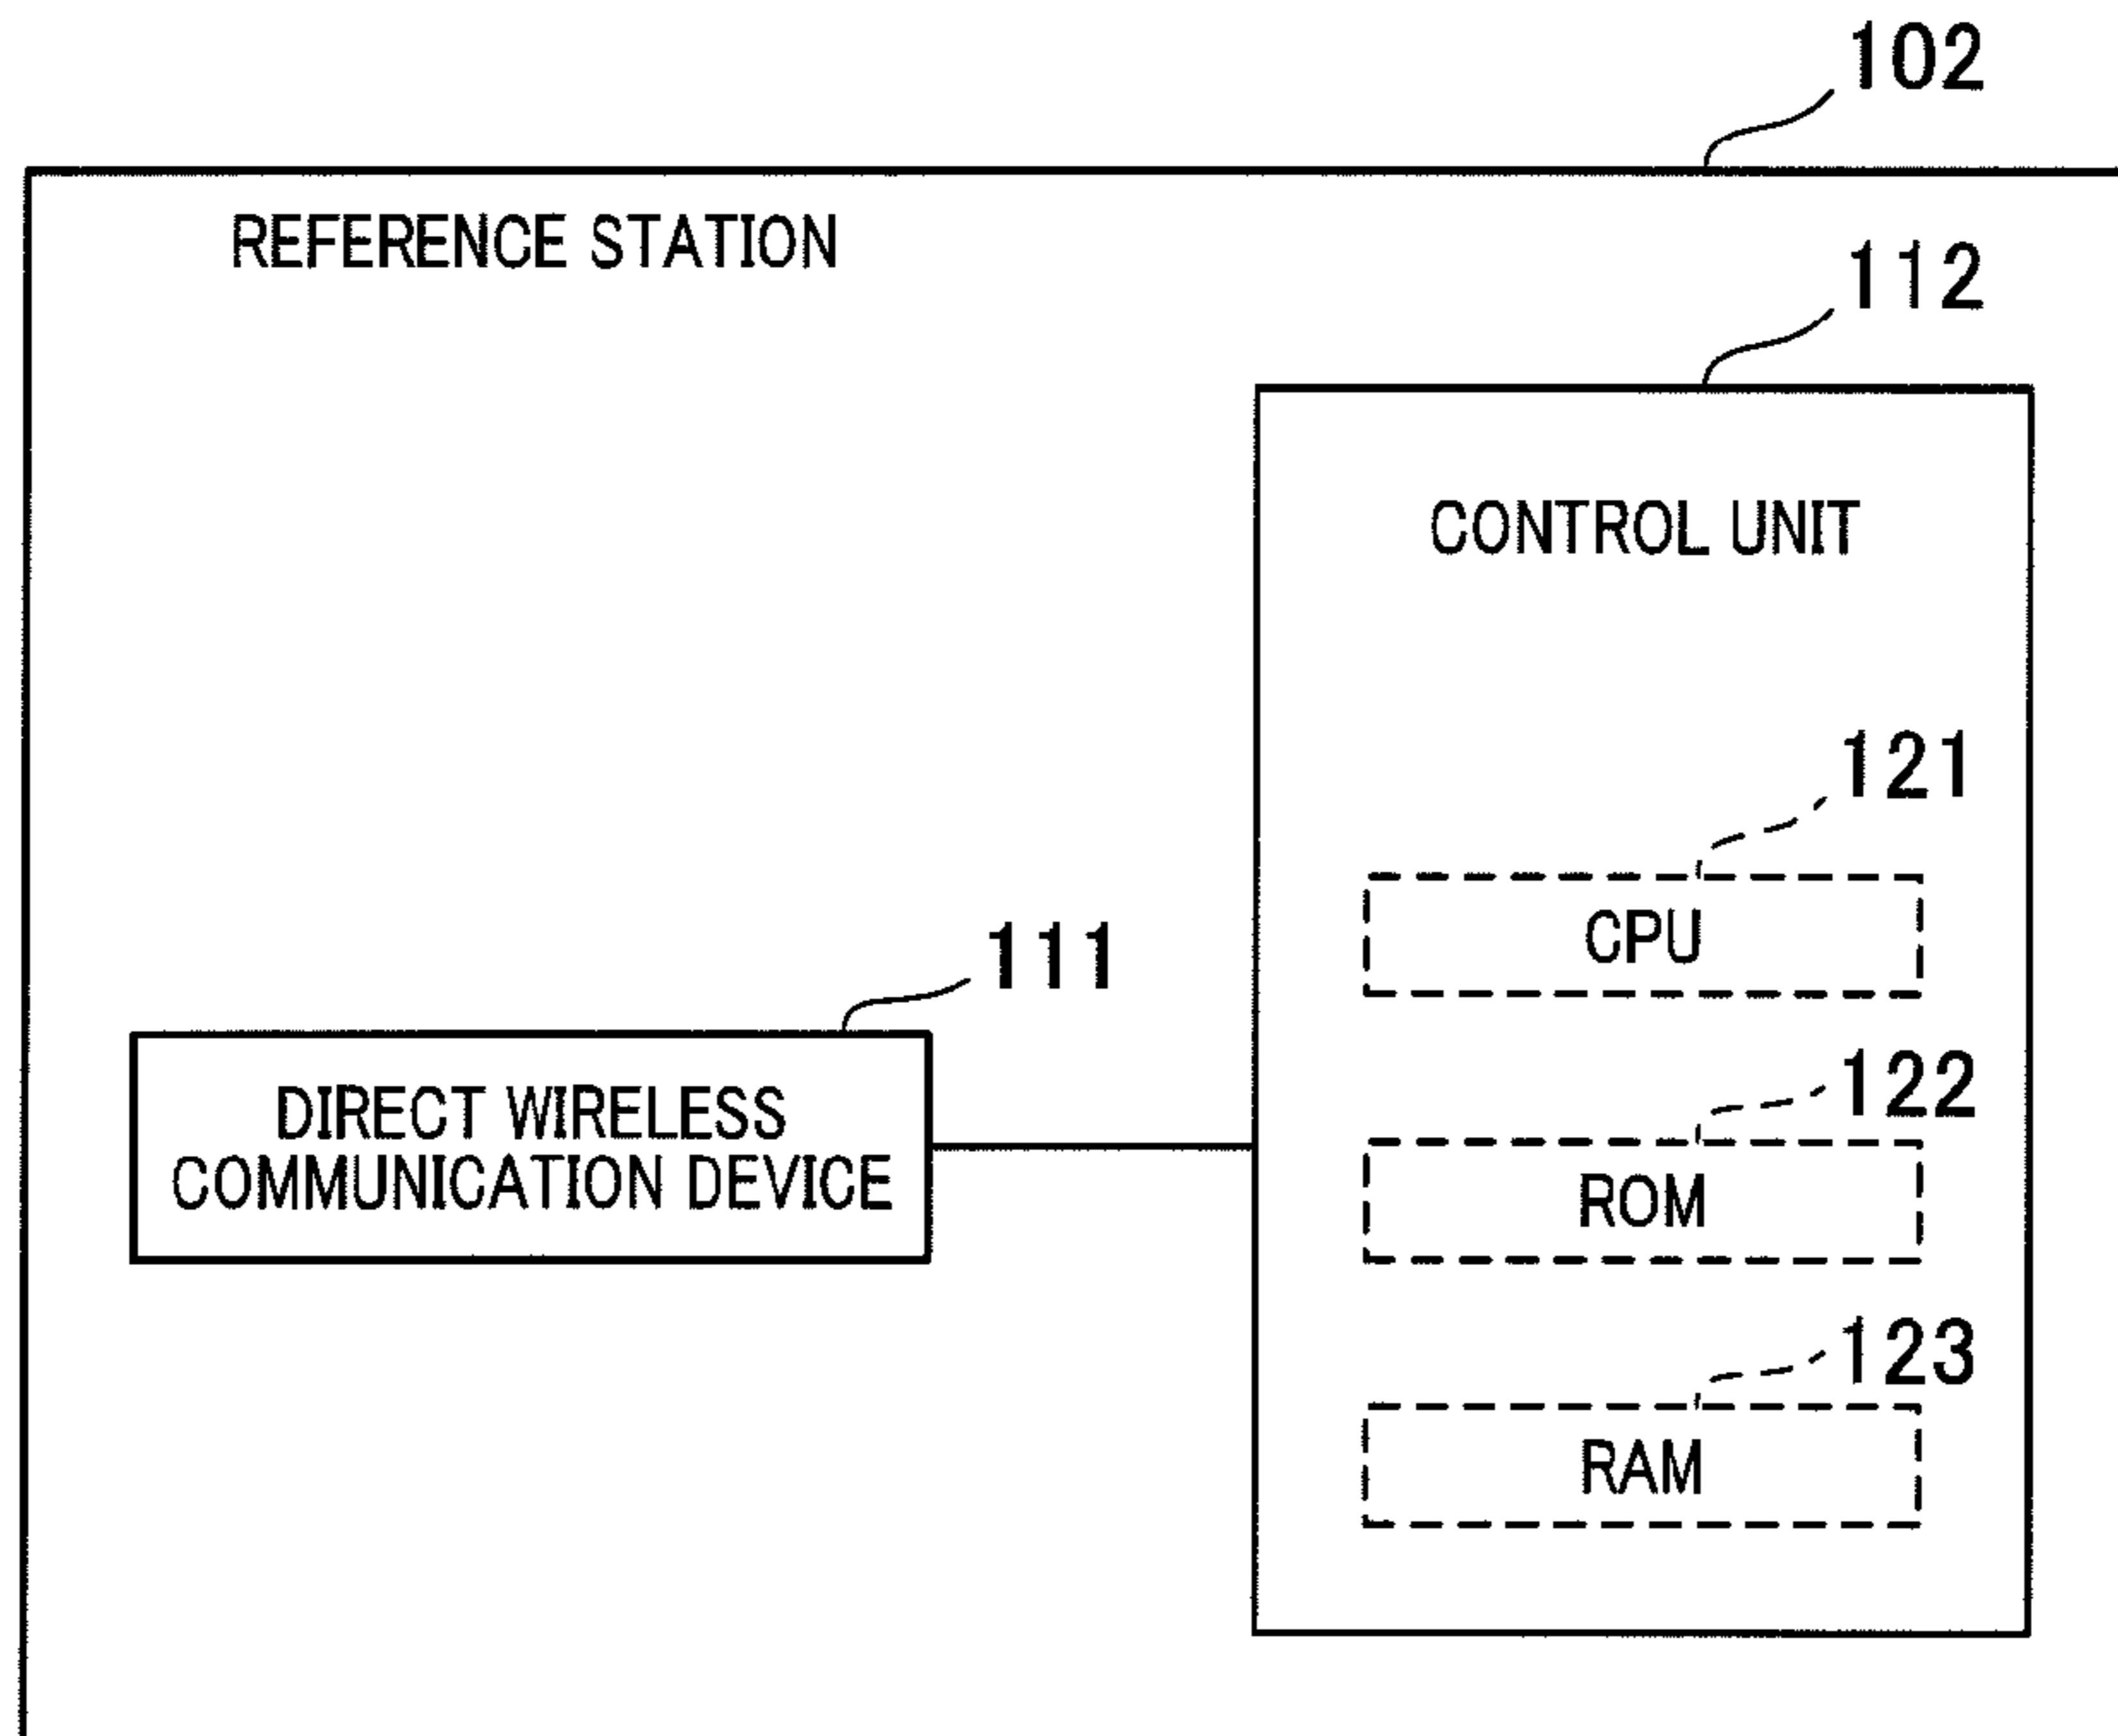 102
REFERENCE STATION
112
CONTROL UNIT
121
CPU
111
DIRECT WIRELESS
COMMUNICATION DEVICE
122
ROM
123
RAM